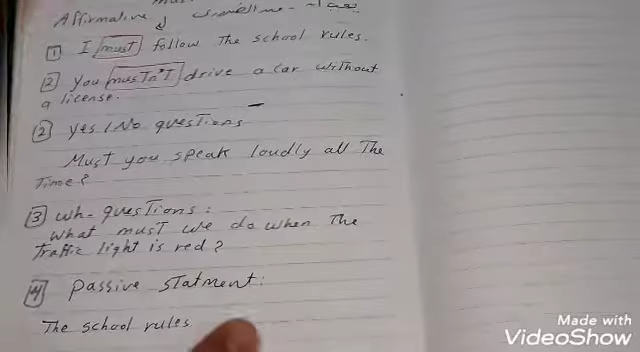 Affirmative
1 I must follow the school rules.
2 You mustn't drive a car without
a license.
2 Yes/No questions
Must you speak loudly all the
time?
3 wh-questions:
What must we do when the
traffic light is red?
4 Passive statment:
The school rules
Made with
VideoShow